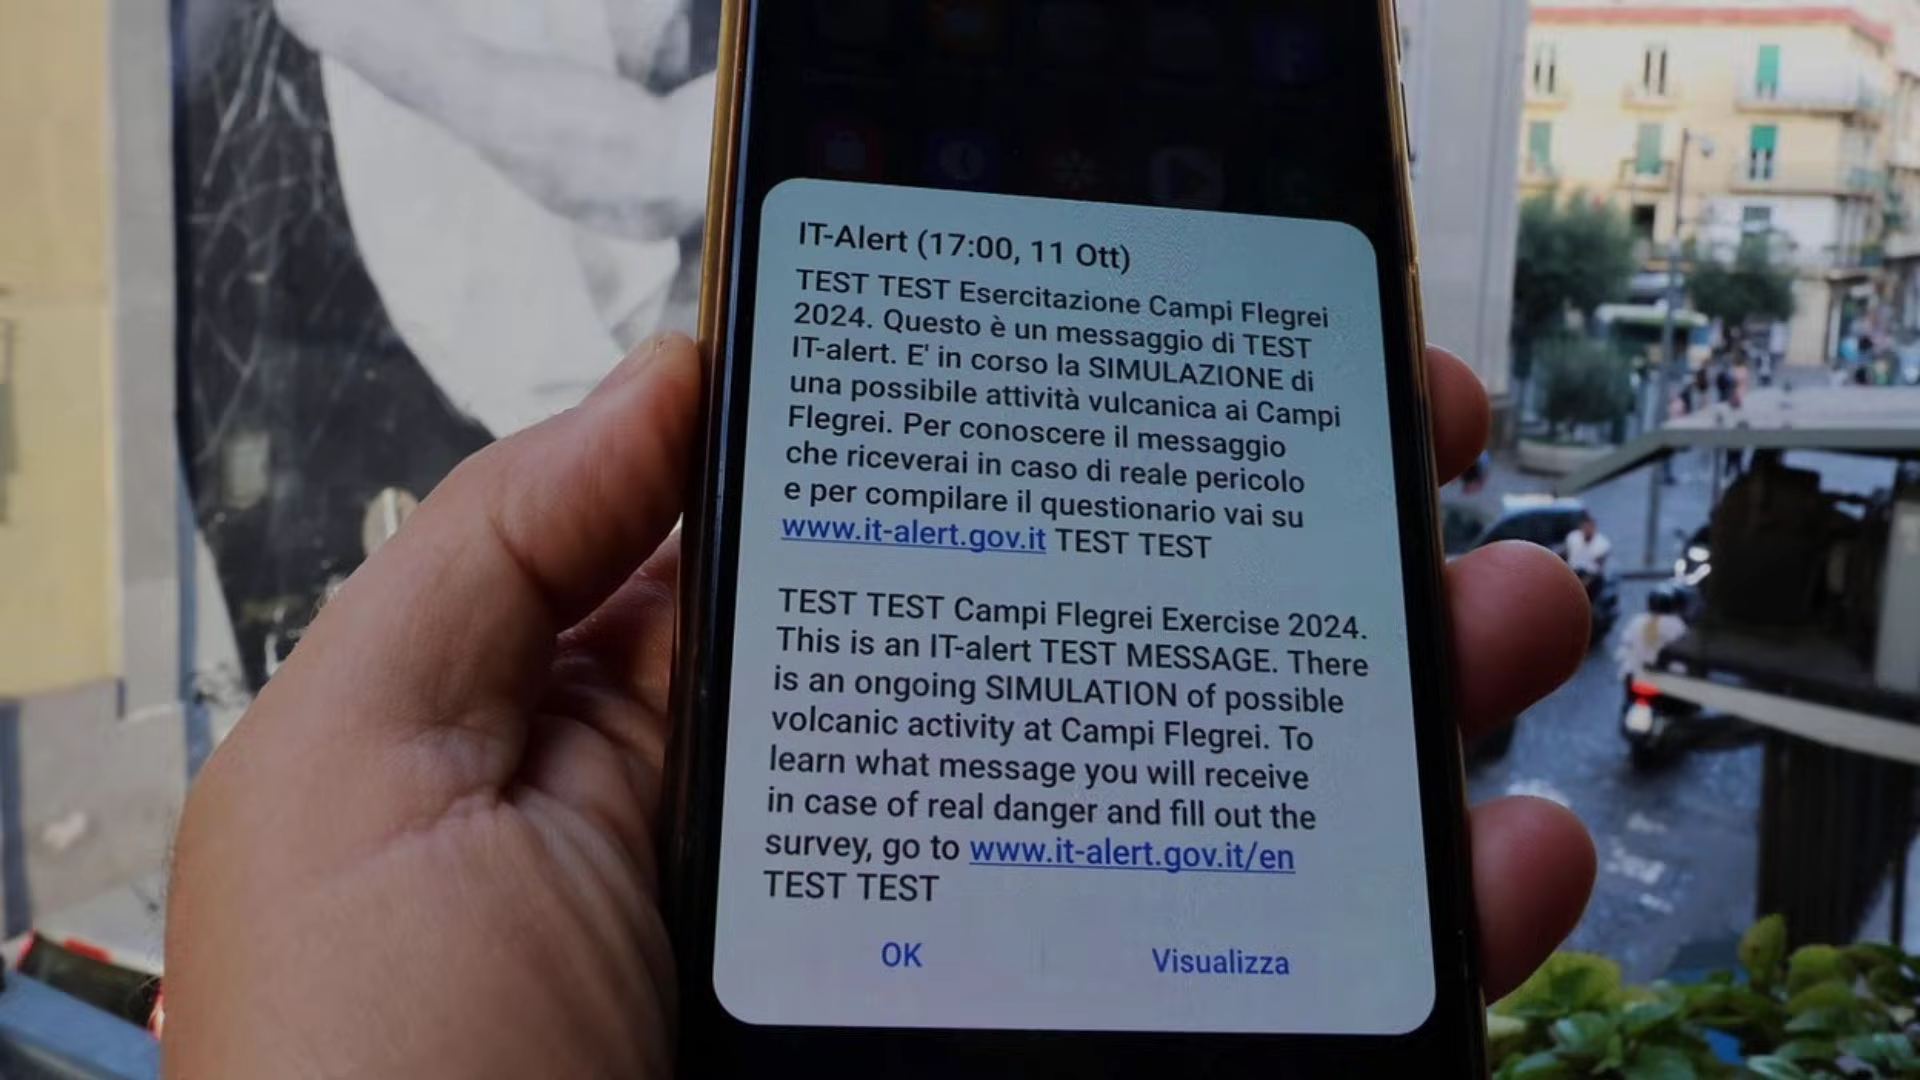 IT-Alert (17:00, 11 Ott)
TEST TEST Esercitazione Campi Flegrei
2024. Questo è un messaggio di TEST
IT-alert. E' in corso la SIMULAZIONE di
una possibile attività vulcanica ai Campi
Flegrei. Per conoscere il messaggio
che riceverai in caso di reale pericolo
e per compilare il questionario vai su
www.it-alert.gov.it TEST TEST
TEST TEST Campi Flegrei Exercise 2024.
This is an IT-alert TEST MESSAGE. There
is an ongoing SIMULATION of possible
volcanic activity at Campi Flegrei. To
learn what message you will receive
in case of real danger and fill out the
survey, go to www.it-alert.gov.it/en
TEST TEST
OK Visualizza